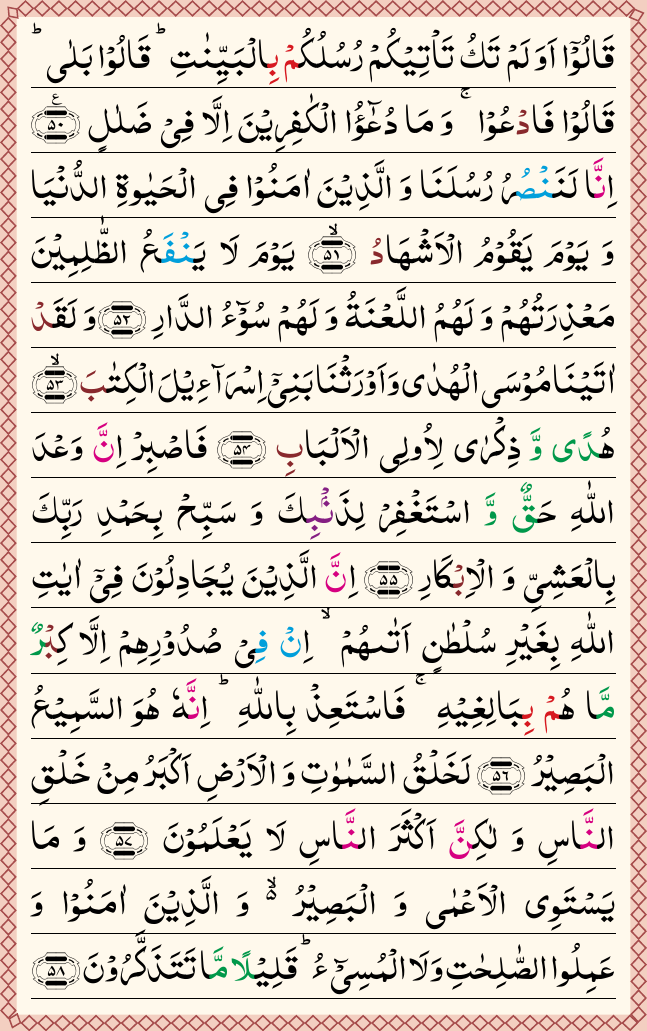 قَالُوْٓا اَوَ لَمْ تَكُ تَاْتِيْكُمْ رُسُلُكُمْ بِالْبَيِّنٰتِ ؕ قَالُوْا بَلٰى ؕ
قَالُوْا فَادْعُوْا ۚ وَ مَا دُعٰٓؤُا الْكٰفِرِيْنَ اِلَّا فِيْ ضَلٰلٍ ۠﴿۵۰﴾
اِنَّا لَنَنْصُرُ رُسُلَنَا وَ الَّذِيْنَ اٰمَنُوْا فِي الْحَيٰوةِ الدُّنْيَا
وَ يَوْمَ يَقُوْمُ الْاَشْهَادُ ۙ﴿۵۱﴾ يَوْمَ لَا يَنْفَعُ الظّٰلِمِيْنَ
مَعْذِرَتُهُمْ وَ لَهُمُ اللَّعْنَةُ وَ لَهُمْ سُوْٓءُ الدَّارِ ﴿۵۲﴾ وَ لَقَدْ
اٰتَيْنَا مُوْسَى الْهُدٰى وَ اَوْرَثْنَا بَنِيْٓ اِسْرَآءِيْلَ الْكِتٰبَ ۙ﴿۵۳﴾
هُدًى وَّ ذِكْرٰى لِاُولِي الْاَلْبَابِ ﴿۵۴﴾ فَاصْبِرْ اِنَّ وَعْدَ
اللّٰهِ حَقٌّ وَّ اسْتَغْفِرْ لِذَنْۢبِكَ وَ سَبِّحْ بِحَمْدِ رَبِّكَ
بِالْعَشِيِّ وَ الْاِبْكَارِ ﴿۵۵﴾ اِنَّ الَّذِيْنَ يُجَادِلُوْنَ فِيْٓ اٰيٰتِ
اللّٰهِ بِغَيْرِ سُلْطٰنٍ اَتٰىهُمْ ۙ اِنْ فِيْ صُدُوْرِهِمْ اِلَّا كِبْرٌ
مَّا هُمْ بِبَالِغِيْهِ ۚ فَاسْتَعِذْ بِاللّٰهِ ؕ اِنَّهٗ هُوَ السَّمِيْعُ
الْبَصِيْرُ ﴿۵۶﴾ لَخَلْقُ السَّمٰوٰتِ وَ الْاَرْضِ اَكْبَرُ مِنْ خَلْقِ
النَّاسِ وَ لٰكِنَّ اَكْثَرَ النَّاسِ لَا يَعْلَمُوْنَ ﴿۵۷﴾ وَ مَا
يَسْتَوِي الْاَعْمٰى وَ الْبَصِيْرُ ۬ۙ وَ الَّذِيْنَ اٰمَنُوْا وَ
عَمِلُوا الصّٰلِحٰتِ وَ لَا الْمُسِيْٓءُ ؕ قَلِيْلًا مَّا تَتَذَكَّرُوْنَ ﴿۵۸﴾